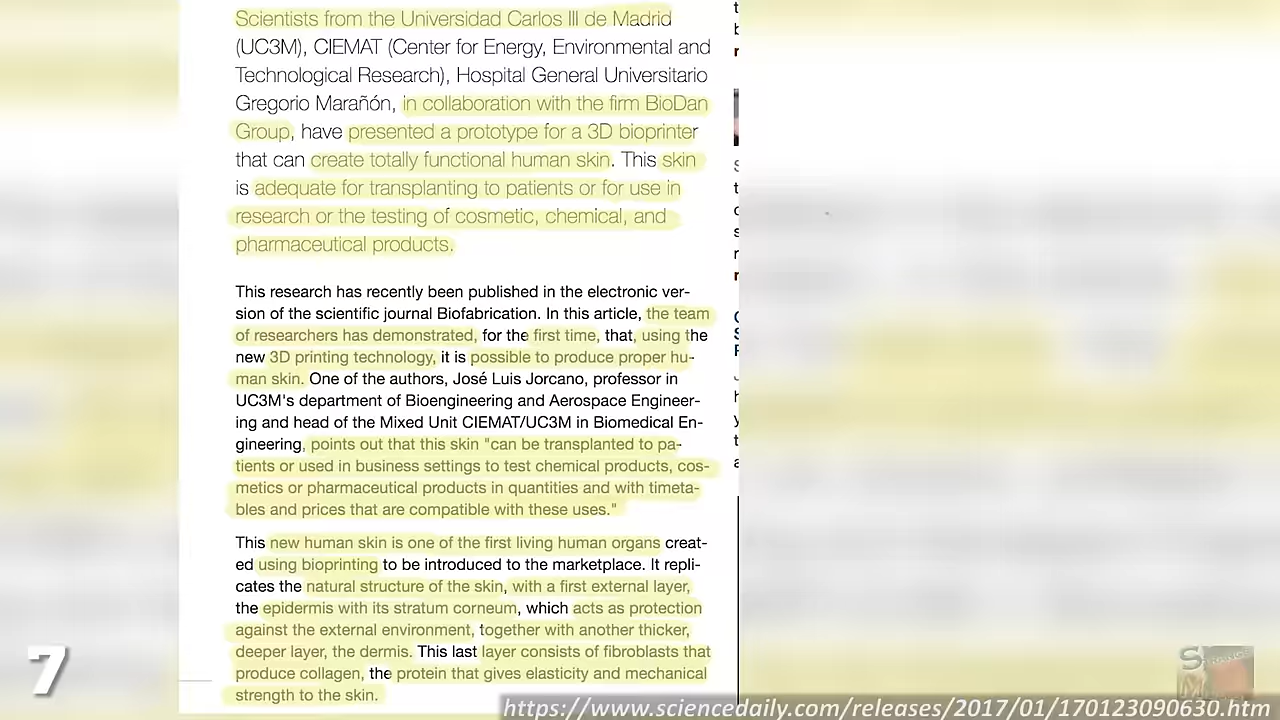 Scientists from the Universidad Carlos III de Madrid
(UC3M), CIEMAT (Center for Energy, Environmental and
Technological Research), Hospital General Universitario
Gregorio Marañón, in collaboration with the firm BioDan
Group, have presented a prototype for a 3D bioprinter
that can create totally functional human skin. This skin
is adequate for transplanting to patients or for use in
research or the testing of cosmetic, chemical, and
pharmaceutical products.
This research has recently been published in the electronic ver-
sion of the scientific journal Biofabrication. In this article, the team
of researchers has demonstrated, for the first time, that, using the
new 3D printing technology, it is possible to produce proper hu-
man skin. One of the authors, José Luis Jorcano, professor in
UC3M's department of Bioengineering and Aerospace Engineer-
ing and head of the Mixed Unit CIEMAT/UC3M in Biomedical En-
gineering, points out that this skin "can be transplanted to pa-
tients or used in business settings to test chemical products, cos-
metics or pharmaceutical products in quantities and with timeta-
bles and prices that are compatible with these uses."
This new human skin is one of the first living human organs creat-
ed using bioprinting to be introduced to the marketplace. It repli-
cates the natural structure of the skin, with a first external layer,
the epidermis with its stratum corneum, which acts as protection
against the external environment, together with another thicker,
deeper layer, the dermis. This last layer consists of fibroblasts that
produce collagen, the protein that gives elasticity and mechanical
strength to the skin.
7
https://www.sciencedaily.com/releases/2017/01/170123090630.htm